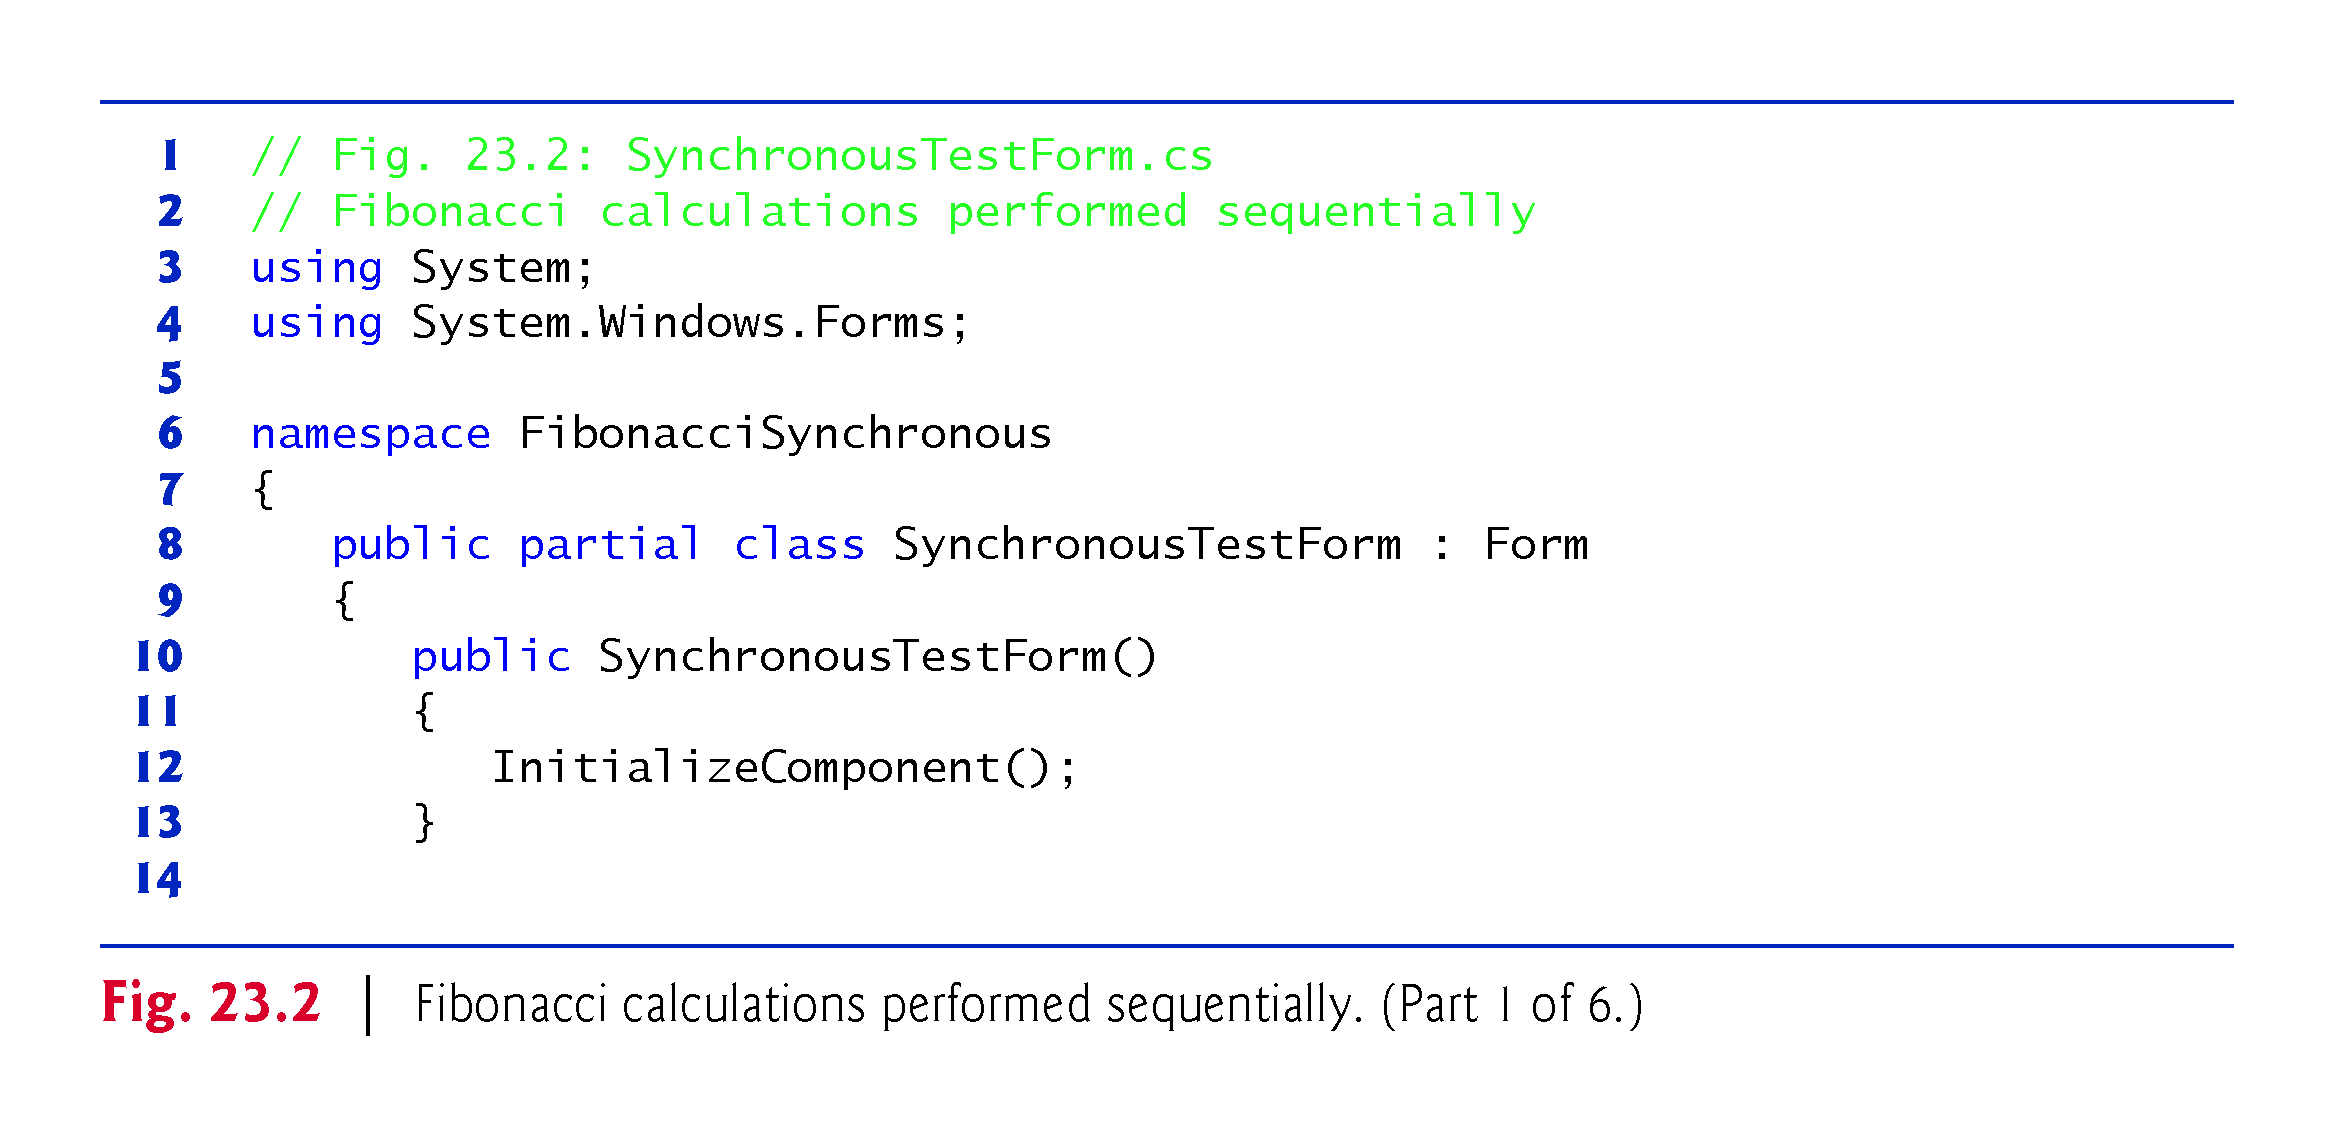 1 // Fig. 23.2: SynchronousTestForm.cs
2 // Fibonacci calculations performed sequentially
3 using System;
4 using System.Windows.Forms;
5
6 namespace FibonacciSynchronous
7 {
8    public partial class SynchronousTestForm : Form
9    {
10       public SynchronousTestForm()
11       {
12          InitializeComponent();
13       }
14
Fig. 23.2 | Fibonacci calculations performed sequentially. (Part 1 of 6.)